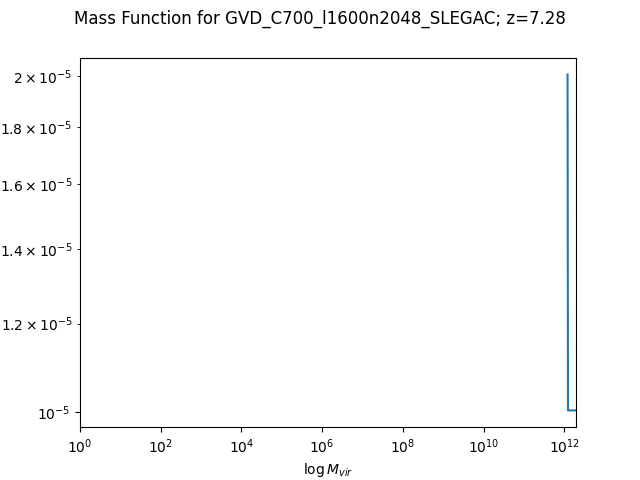 Mass Function for GVD_C700_l1600n2048_SLEGAC; z=7.28
2 × 10⁻⁵
1.8 × 10⁻⁵
1.6 × 10⁻⁵
1.4 × 10⁻⁵
1.2 × 10⁻⁵
10⁻⁵
10⁰ 10² 10⁴ 10⁶ 10⁸ 10¹⁰ 10¹²
log M_vir